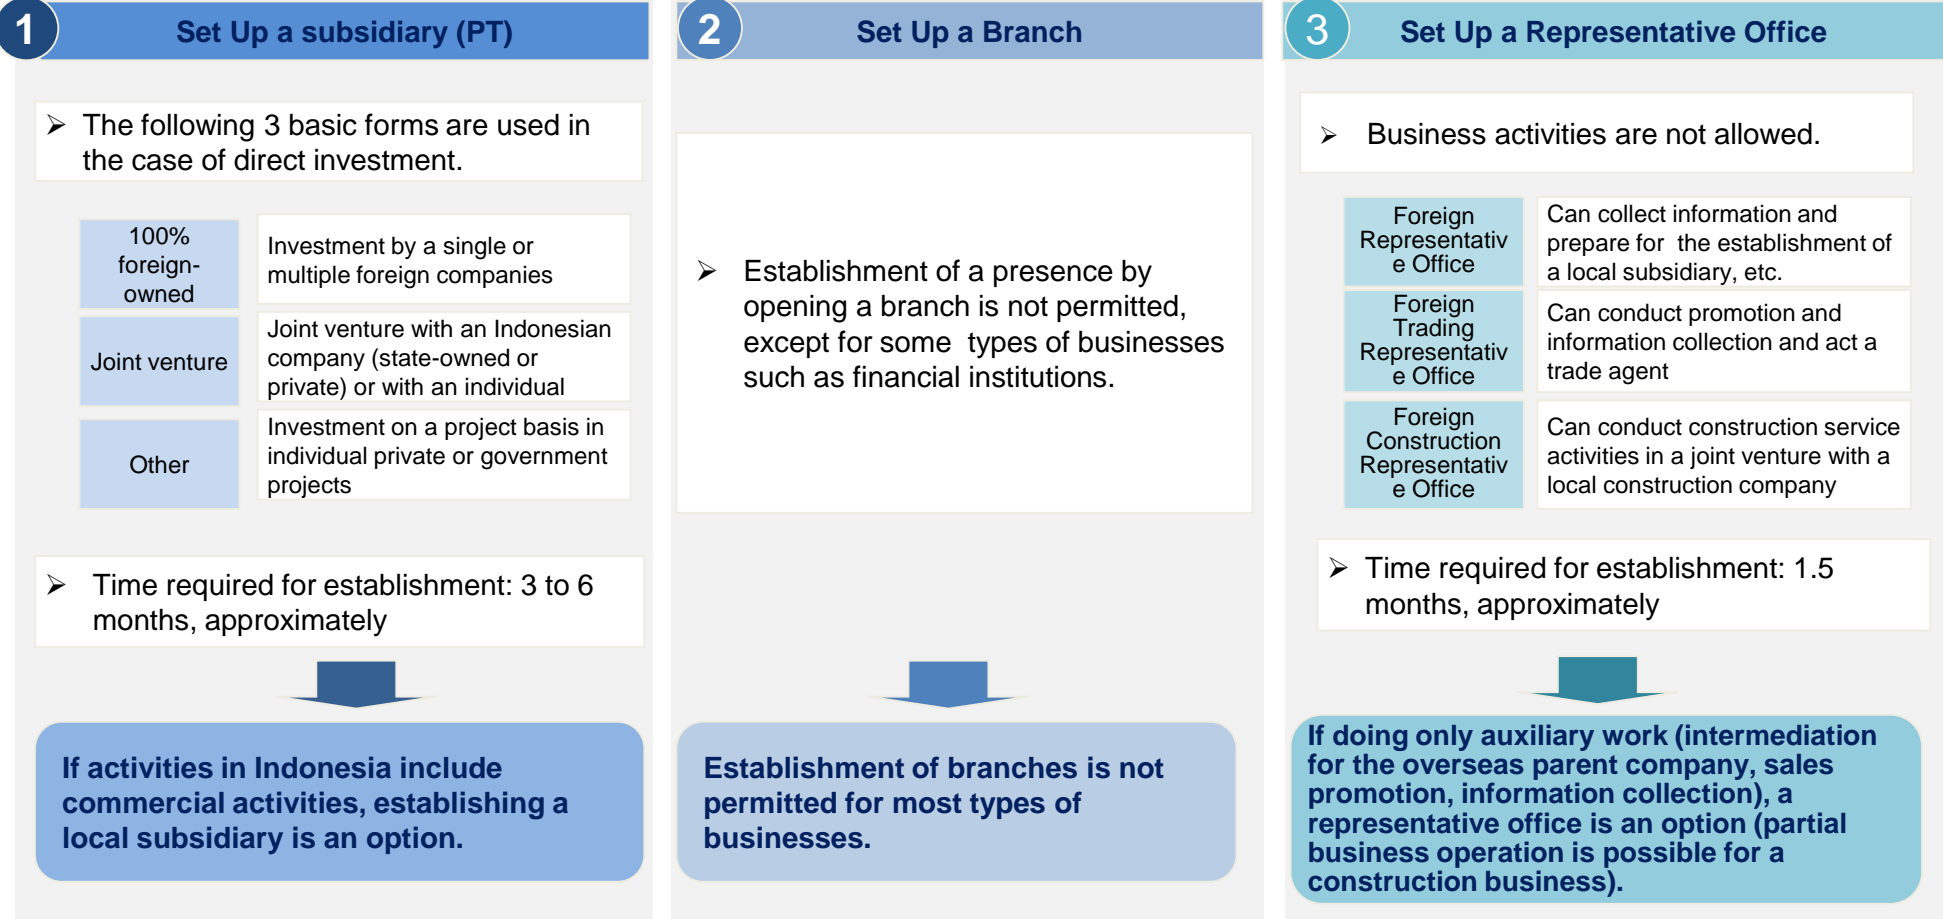 1
Set Up a subsidiary (PT)
➢ The following 3 basic forms are used in
the case of direct investment.
100%
foreign-
owned
Investment by a single or
multiple foreign companies
Joint venture
Joint venture with an Indonesian
company (state-owned or
private) or with an individual
Other
Investment on a project basis in
individual private or government
projects
➢ Time required for establishment: 3 to 6
months, approximately
If activities in Indonesia include
commercial activities, establishing a
local subsidiary is an option.
2
Set Up a Branch
➢ Establishment of a presence by
opening a branch is not permitted,
except for some types of businesses
such as financial institutions.
Establishment of branches is not
permitted for most types of
businesses.
3
Set Up a Representative Office
➢ Business activities are not allowed.
Foreign
Representativ
e Office
Can collect information and
prepare for the establishment of
a local subsidiary, etc.
Foreign
Trading
Representativ
e Office
Can conduct promotion and
information collection and act a
trade agent
Foreign
Construction
Representativ
e Office
Can conduct construction service
activities in a joint venture with a
local construction company
➢ Time required for establishment: 1.5
months, approximately
If doing only auxiliary work (intermediation
for the overseas parent company, sales
promotion, information collection), a
representative office is an option (partial
business operation is possible for a
construction business).